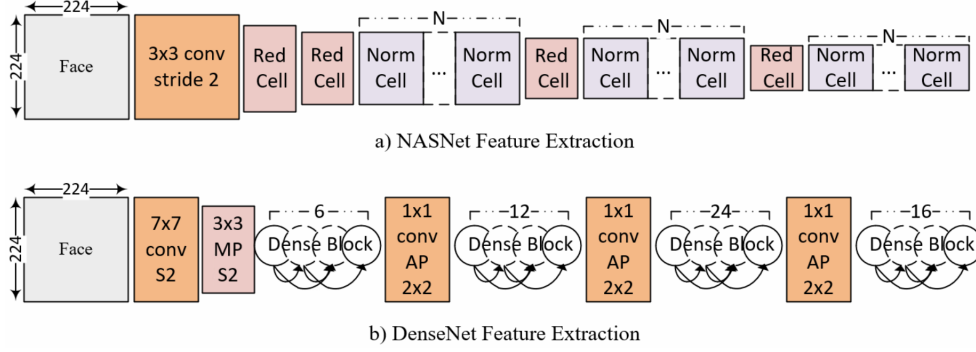 224
224
Face
3x3 conv
stride 2
Red
Cell
Red
Cell
N
Norm
Cell
...
Norm
Cell
Red
Cell
N
Norm
Cell
...
Norm
Cell
Red
Cell
N
Norm
Cell
...
Norm
Cell
a) NASNet Feature Extraction
224
224
Face
7x7
conv
S2
3x3
MP
S2
6
Dense Block
1x1
conv
AP
2x2
12
Dense Block
1x1
conv
AP
2x2
24
Dense Block
1x1
conv
AP
2x2
16
Dense Block
b) DenseNet Feature Extraction